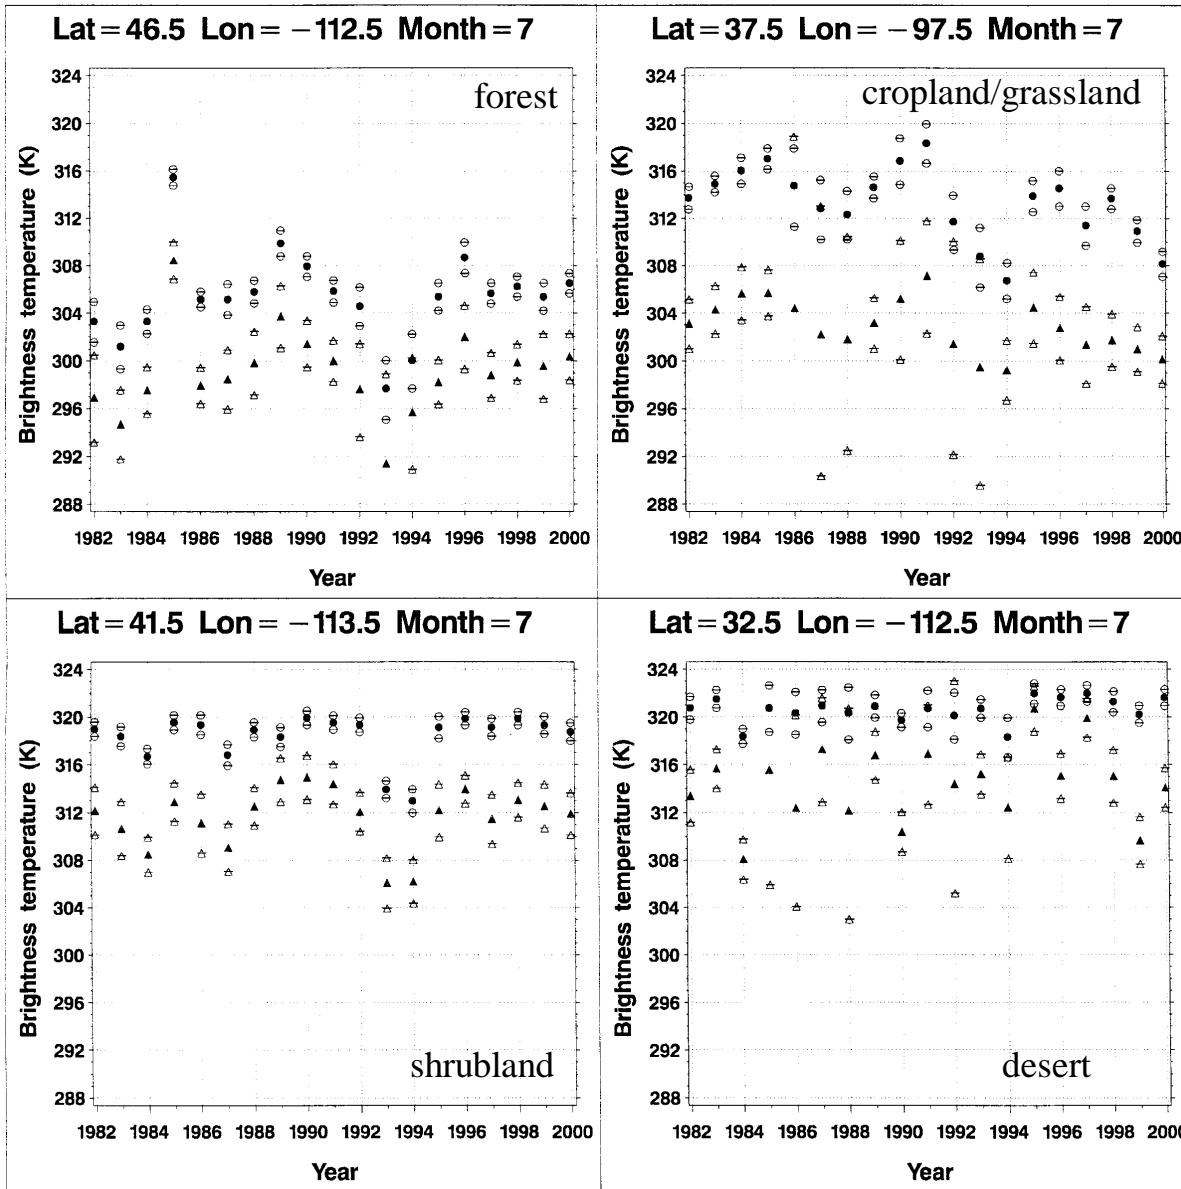 Lat=46.5 Lon=−112.5 Month=7
forest
Brightness temperature (K)
324
320
316
312
308
304
300
296
292
288
1982 1984 1986 1988 1990 1992 1994 1996 1998 2000
Year
Lat=37.5 Lon=−97.5 Month=7
cropland/grassland
Brightness temperature (K)
324
320
316
312
308
304
300
296
292
288
1982 1984 1986 1988 1990 1992 1994 1996 1998 2000
Year
Lat=41.5 Lon=−113.5 Month=7
shrubland
Brightness temperature (K)
324
320
316
312
308
304
300
296
292
288
1982 1984 1986 1988 1990 1992 1994 1996 1998 2000
Year
Lat=32.5 Lon=−112.5 Month=7
desert
Brightness temperature (K)
324
320
316
312
308
304
300
296
292
288
1982 1984 1986 1988 1990 1992 1994 1996 1998 2000
Year